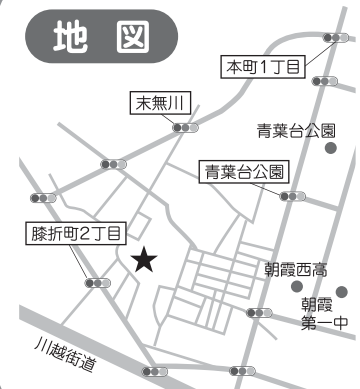 地図
本町1丁目
末無川
青葉台公園
青葉台公園
膝折町2丁目
朝霞西高
朝霞
第一中
川越街道